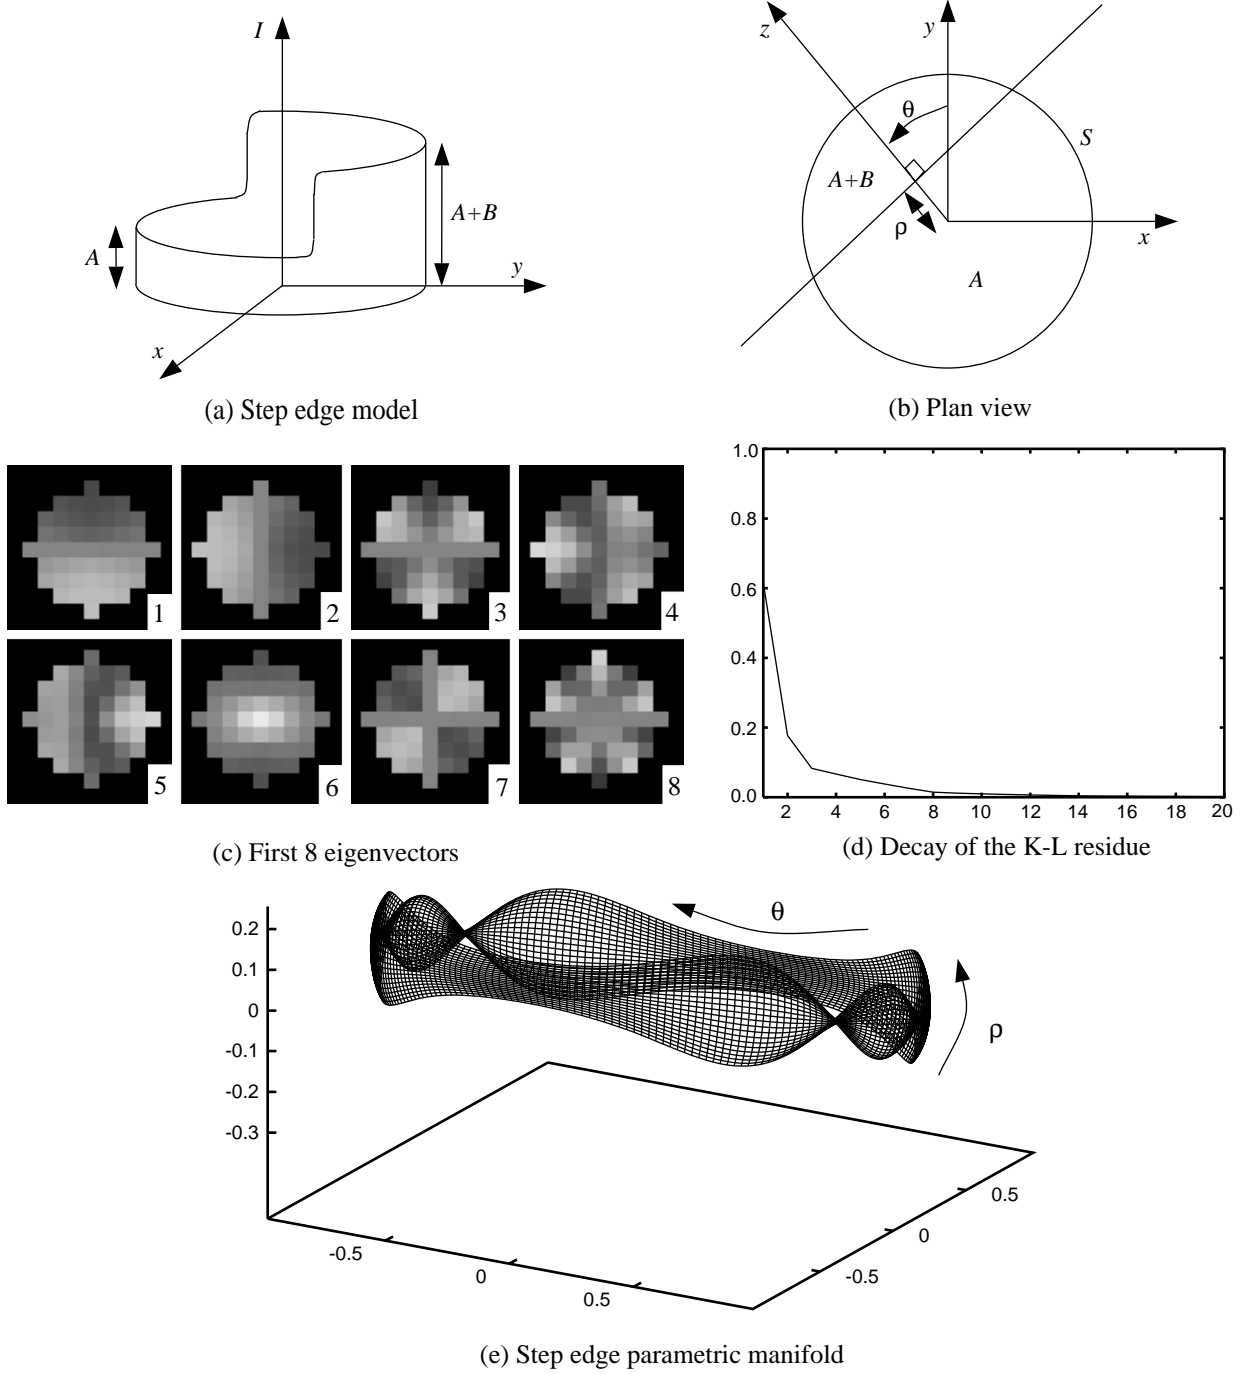 I
A+B
A
y
x
(a) Step edge model
z
y
θ
S
A+B
ρ
x
A
(b) Plan view
1
2
3
4
5
6
7
8
(c) First 8 eigenvectors
1.0
0.8
0.6
0.4
0.2
0.0
2 4 6 8 10 12 14 16 18 20
(d) Decay of the K-L residue
θ
ρ
0.2
0.1
0
-0.1
-0.2
-0.3
-0.5
0
0.5
0.5
0
-0.5
(e) Step edge parametric manifold